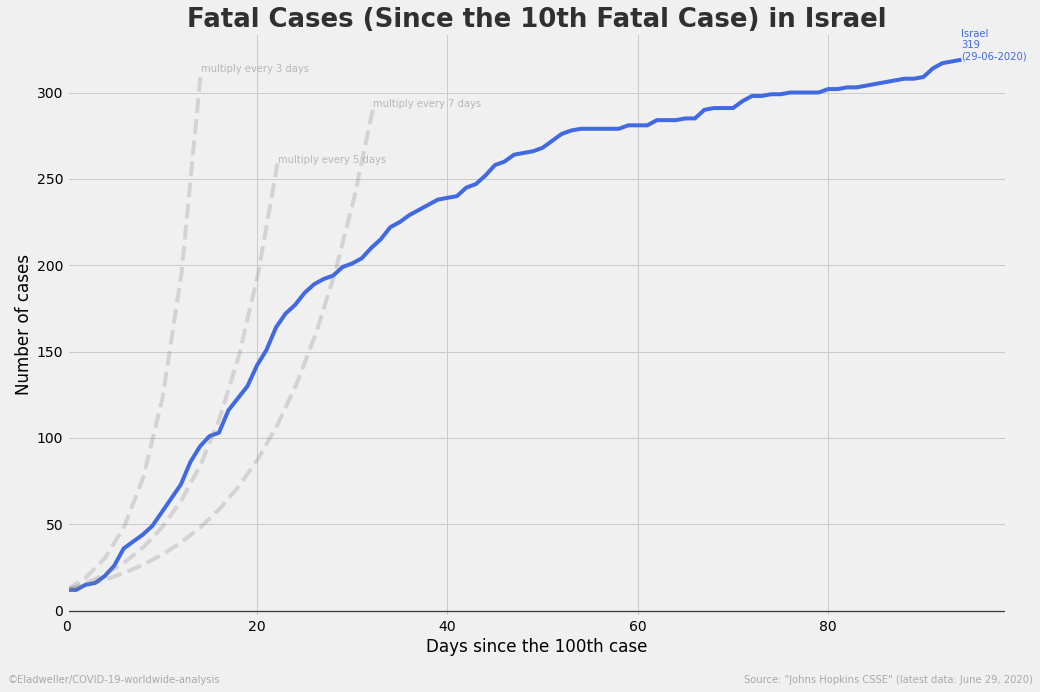 Fatal Cases (Since the 10th Fatal Case) in Israel
Israel
319
(29-06-2020)
multiply every 3 days
multiply every 7 days
multiply every 5 days
300
250
200
150
100
50
0
Number of cases
0 20 40 60 80
Days since the 100th case
©Eladweller/COVID-19-worldwide-analysis
Source: "Johns Hopkins CSSE" (latest data: June 29, 2020)